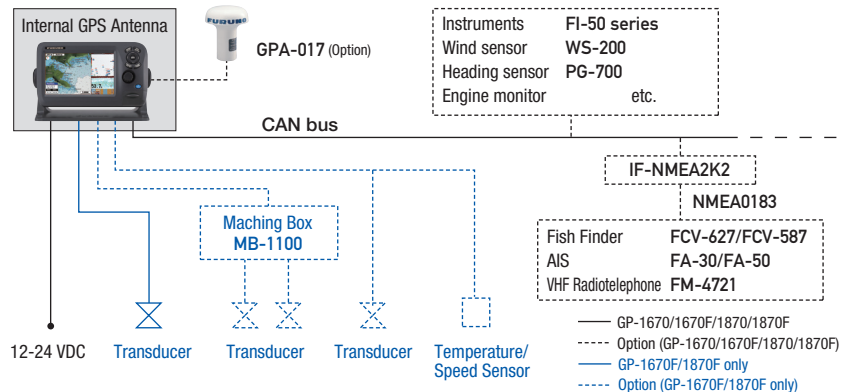 Internal GPS Antenna
FURUNO
GPA-017 (Option)
Instruments FI-50 series
Wind sensor WS-200
Heading sensor PG-700
Engine monitor etc.
CAN bus
IF-NMEA2K2
NMEA0183
Maching Box
MB-1100
Fish Finder FCV-627/FCV-587
AIS FA-30/FA-50
VHF Radiotelephone FM-4721
12-24 VDC
Transducer
Transducer
Transducer
Temperature/
Speed Sensor
GP-1670/1670F/1870/1870F
Option (GP-1670/1670F/1870/1870F)
GP-1670F/1870F only
Option (GP-1670F/1870F only)